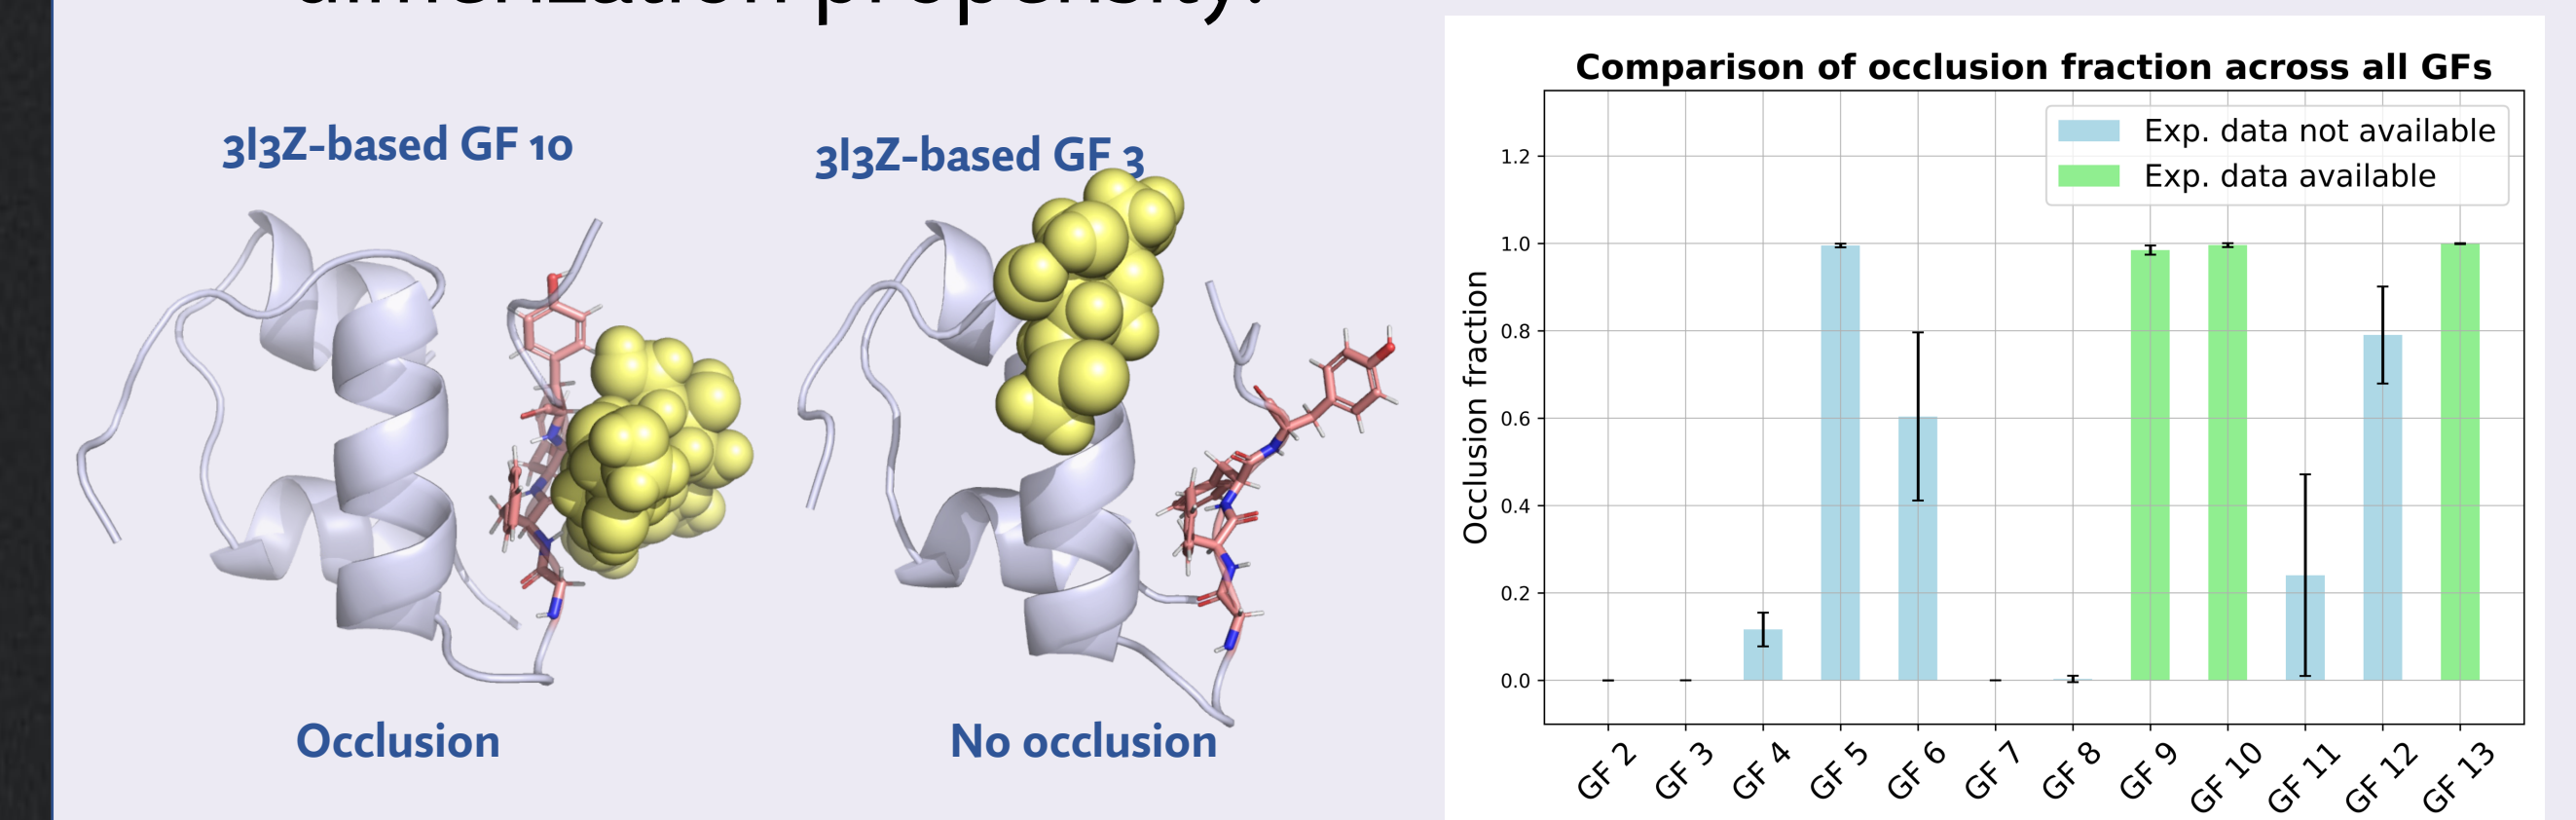 dimerization propensity.
3I3Z-based GF 10
3I3Z-based GF 3
Occlusion
No occlusion
Comparison of occlusion fraction across all GFs
Exp. data not available
Exp. data available
Occlusion fraction
1.2
1.0
0.8
0.6
0.4
0.2
0.0
GF 2
GF 3
GF 4
GF 5
GF 6
GF 7
GF 8
GF 9
GF 10
GF 11
GF 12
GF 13